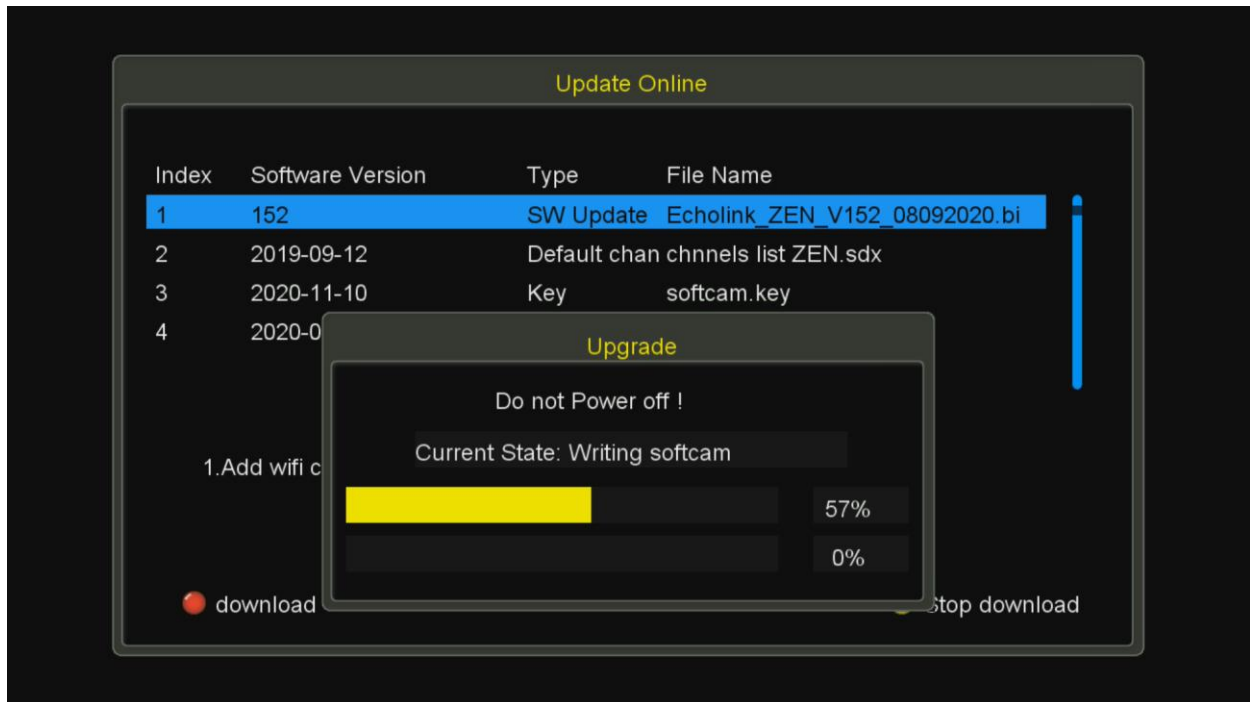 Update Online
Index Software Version Type File Name
1 152 SW Update Echolink_ZEN_V152_08092020.bi
2 2019-09-12 Default chan chnnels list ZEN.sdx
3 2020-11-10 Key softcam.key
4 2020-0
Upgrade
Do not Power off !
Current State: Writing softcam
1.Add wifi c
57%
0%
download Stop download